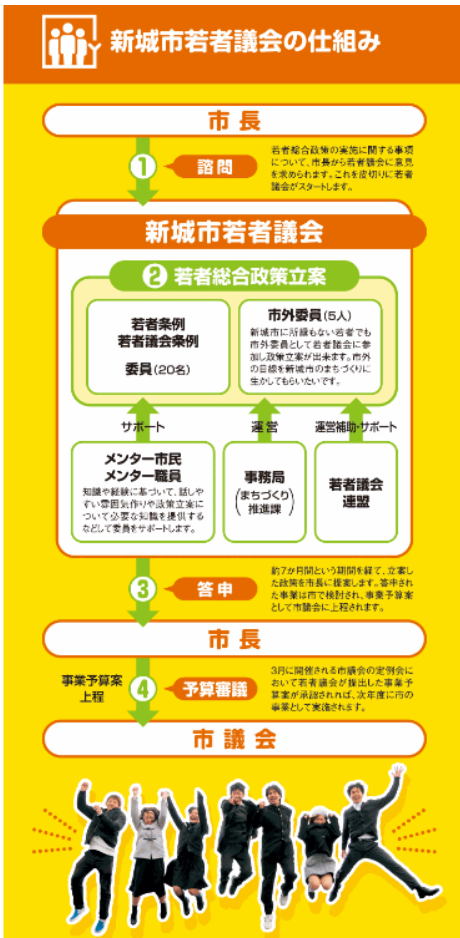 新城市若者議会の仕組み
市長
1
諮問
若者総合政策の実施に関する事項
について、市長から若者議会に意見
を求められます。これを皮切りに若者
議会がスタートします。
新城市若者議会
2 若者総合政策立案
若者条例
若者議会条例
委員(20名)
市外委員(5人)
新城市に所縁もない若者でも
市外委員として若者議会に参
加し政策立案が出来ます。市外
の目線を新城市のまちづくりに
生かしてもらいたいです。
サポート
運営
運営補助・サポート
メンター市民
メンター職員
知識や経験に基づいて、話しや
すい雰囲気作りや政策立案に
ついて必要な知識を提供する
などして委員をサポートします。
事務局
(まちづくり
推進課)
若者議会
連盟
3
答申
約7か月間という期間を経て、立案し
た政策を市長に提案します。答申され
た事業は市で検討され、事業予算案
として市議会に上程されます。
市長
事業予算案
上程
4
予算審議
3月に開催される市議会の定例会に
おいて若者議会が提出した事業予
算案が承認されれば、次年度に市の
事業として実施されます。
市議会